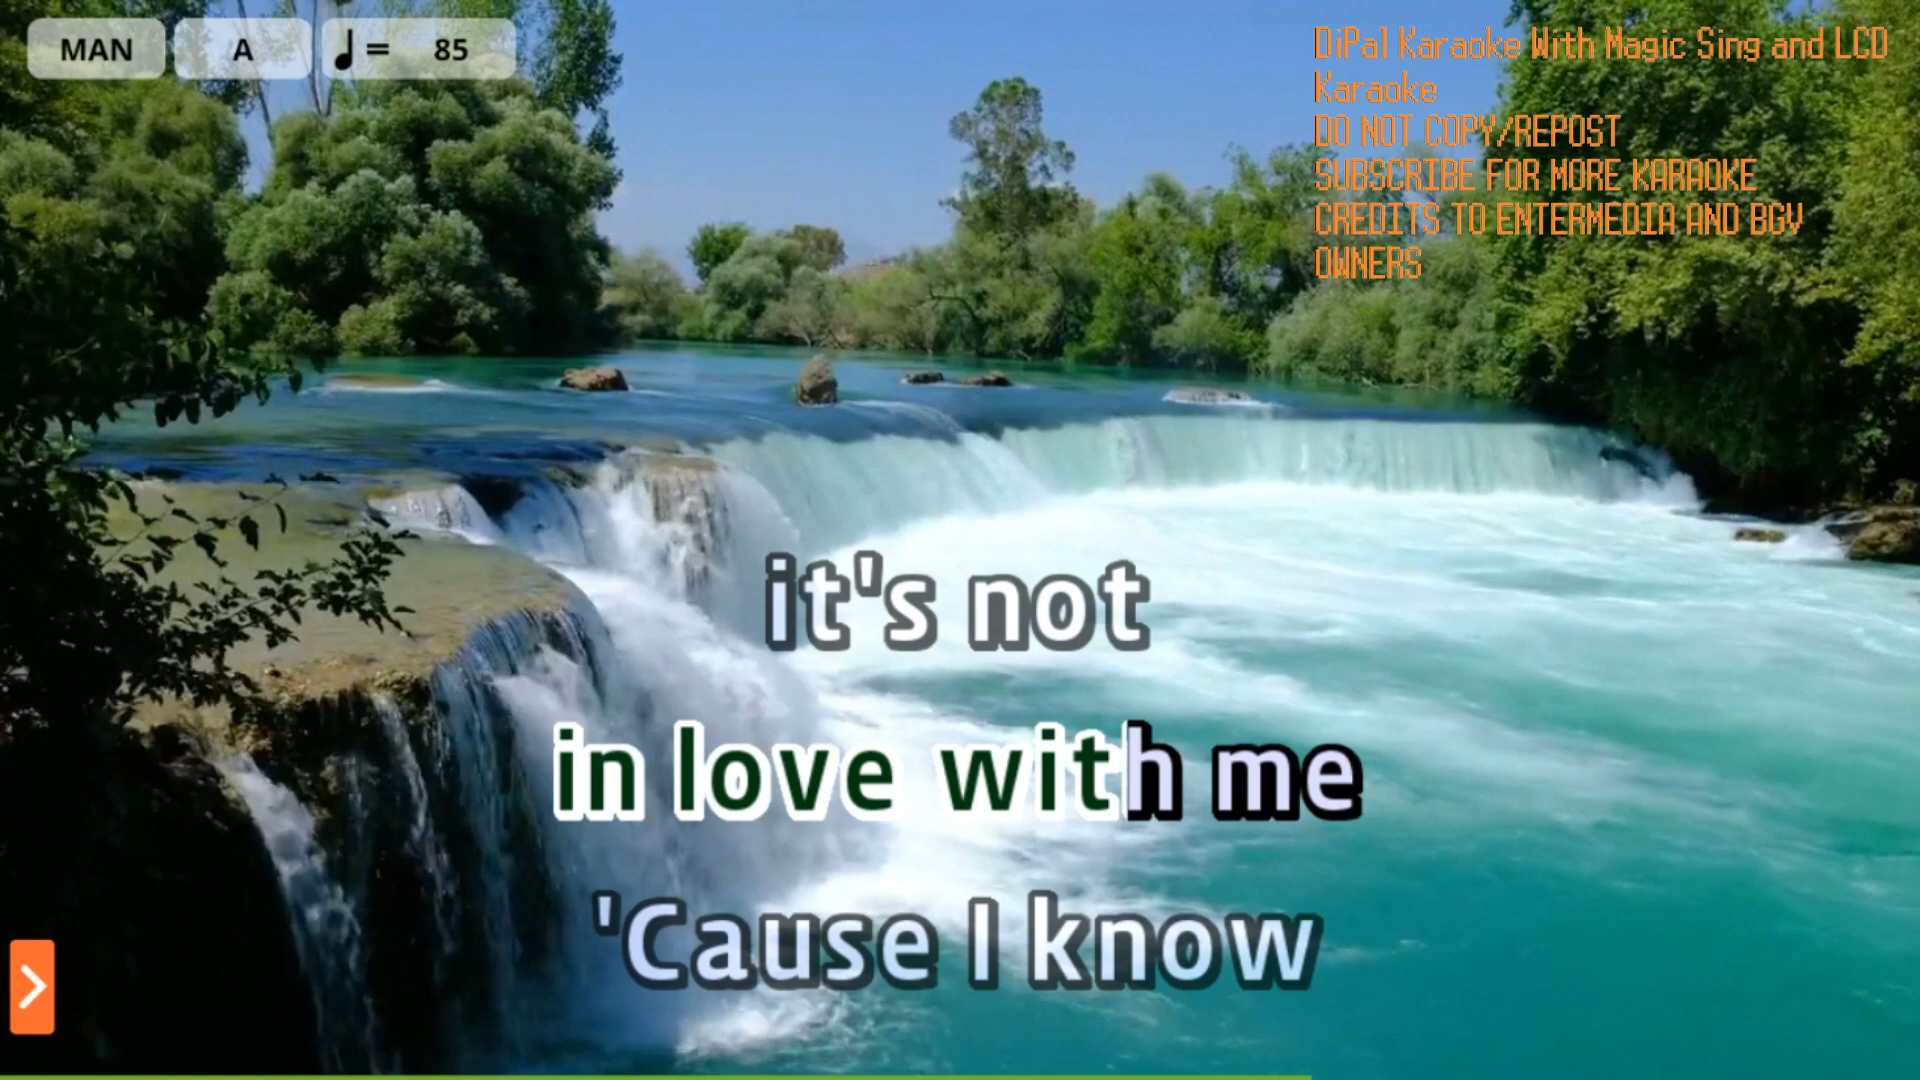 MAN A ♩= 85
DiPal Karaoke With Magic Sing and LCD
Karaoke
DO NOT COPY/REPOST
SUBSCRIBE FOR MORE KARAOKE
CREDITS TO ENTERMEDIA AND BGV
OWNERS
it's not
in love with me
'Cause I know